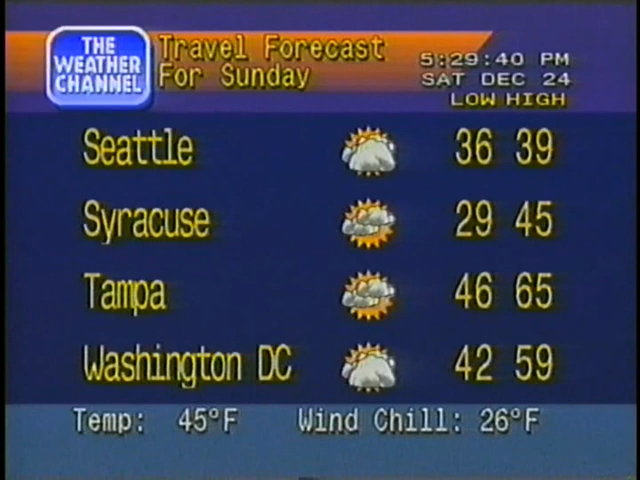 THE
WEATHER
CHANNEL
Travel Forecast
For Sunday
5:29:40 PM
SAT DEC 24
LOW HIGH
Seattle 36 39
Syracuse 29 45
Tampa 46 65
Washington DC 42 59
Temp: 45°F Wind Chill: 26°F